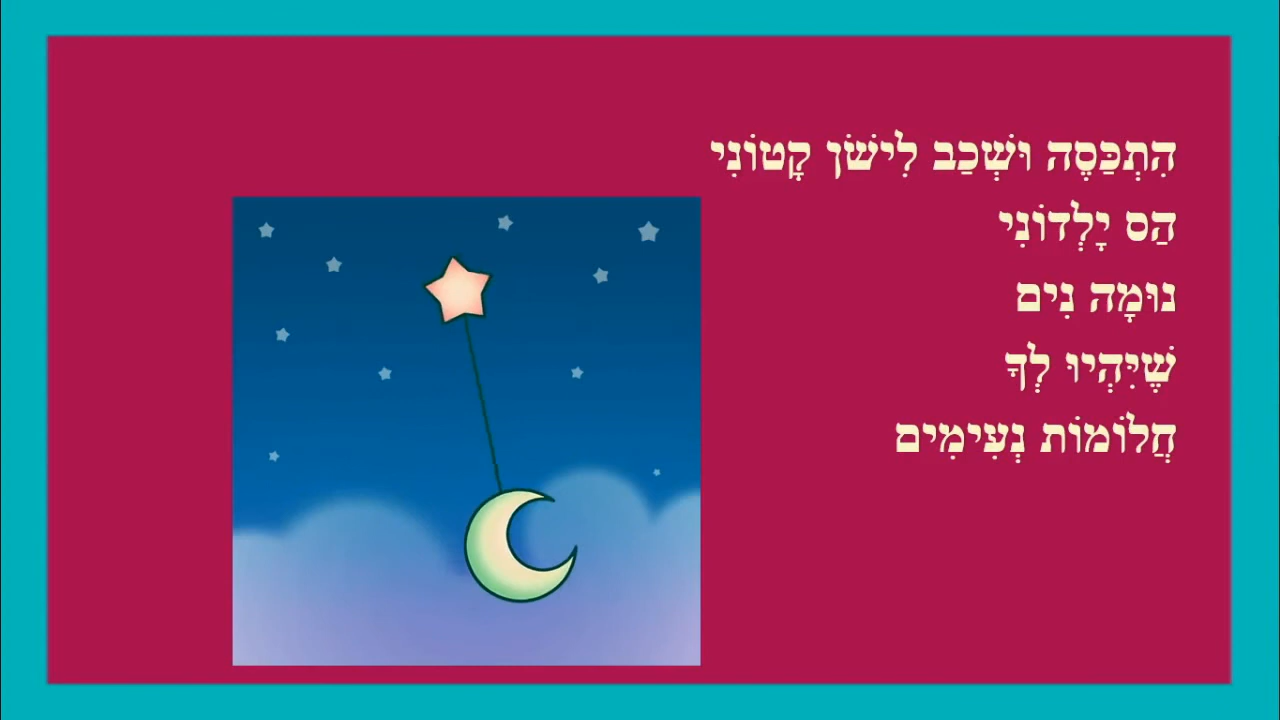 הִתְכַּסֶּה וּשְׁכַב לִישֹׁן קָטוֹנִי
הַס יָלְדוֹנִי
נוּמָה נִים
שֶׁיִּהְיוּ לְךָ
חֲלוֹמוֹת נְעִימִים